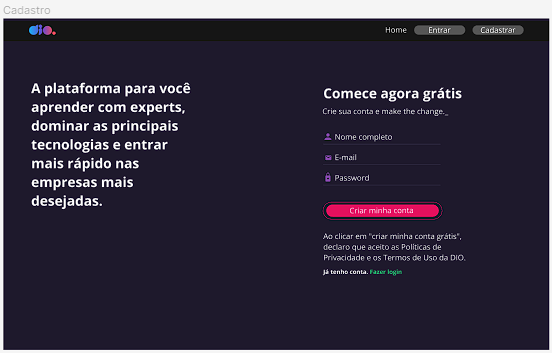 Cadastro
dio.
Home
Entrar
Cadastrar
A plataforma para você
aprender com experts,
dominar as principais
tecnologias e entrar
mais rápido nas
empresas mais
desejadas.
Comece agora grátis
Crie sua conta e make the change._
Nome completo
E-mail
Password
Criar minha conta
Ao clicar em "criar minha conta grátis",
declaro que aceito as Políticas de
Privacidade e os Termos de Uso da DIO.
Já tenho conta. Fazer login